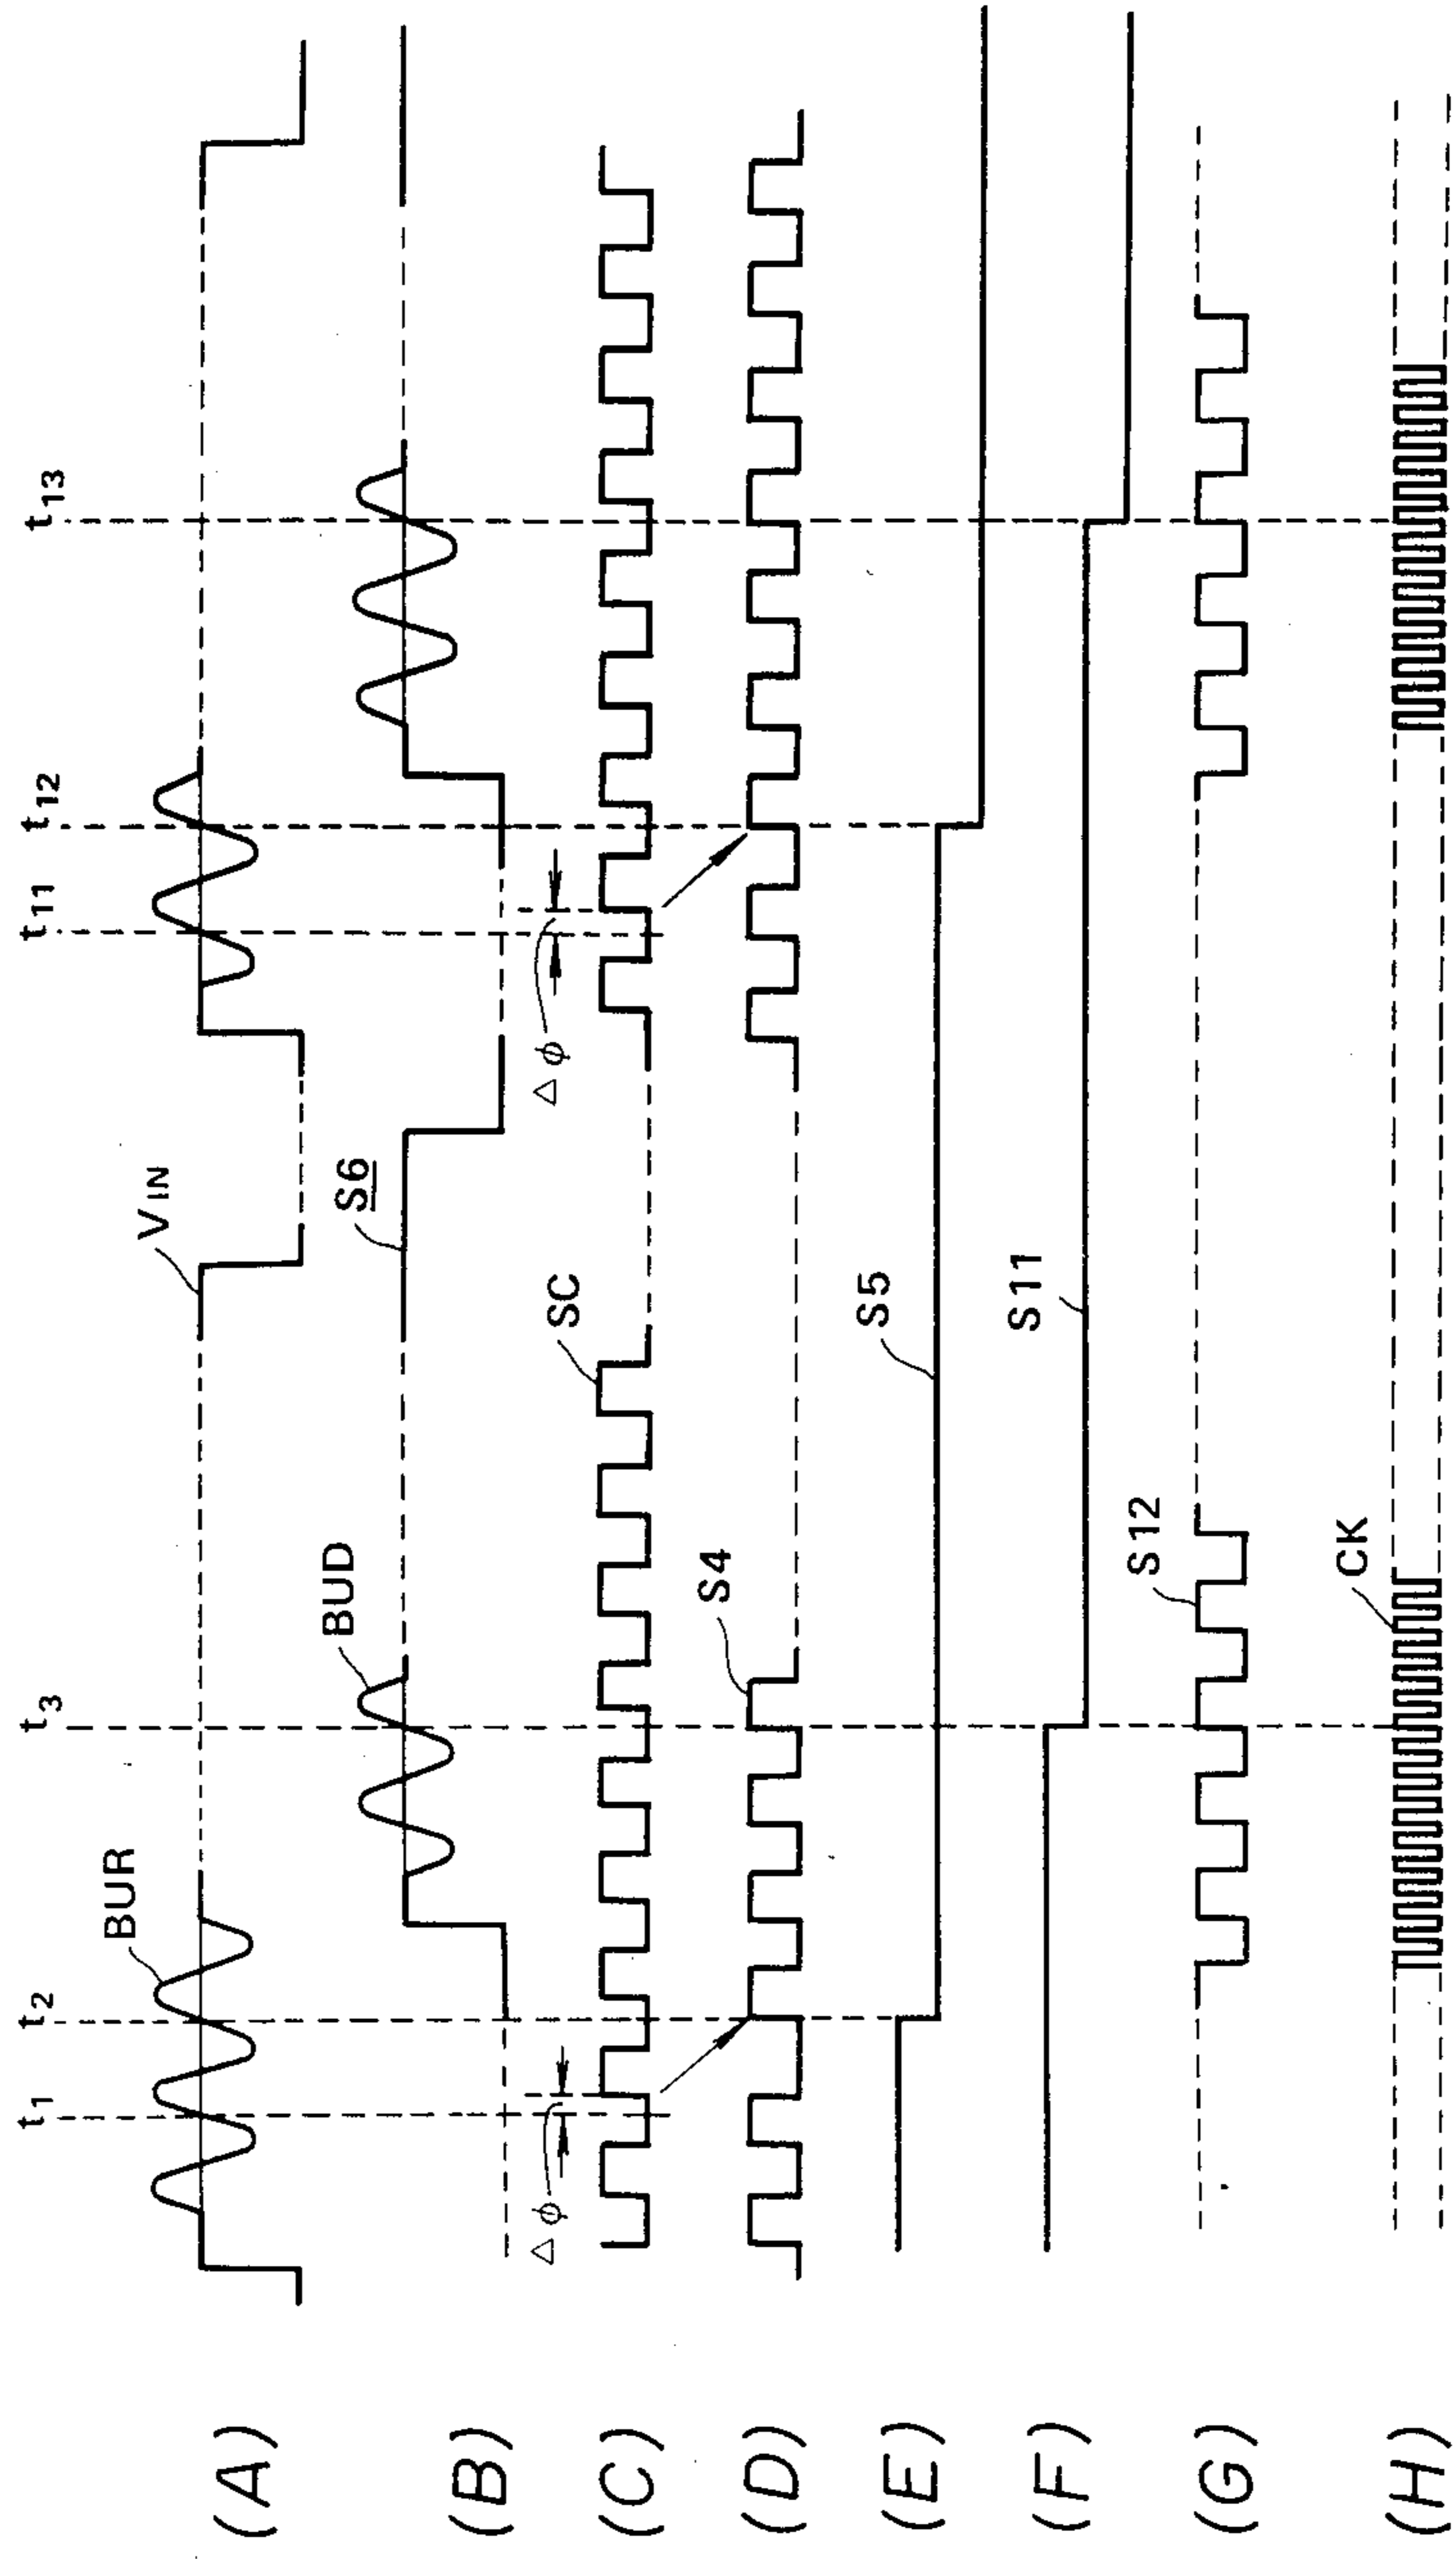 t1 t2 t3 t11 t12 t13
(A) BUR VIN
(B) BUD S6
Δϕ Δϕ
(C) SC
(D) S4
(E) S5
(F) S11
(G) S12
(H) CK